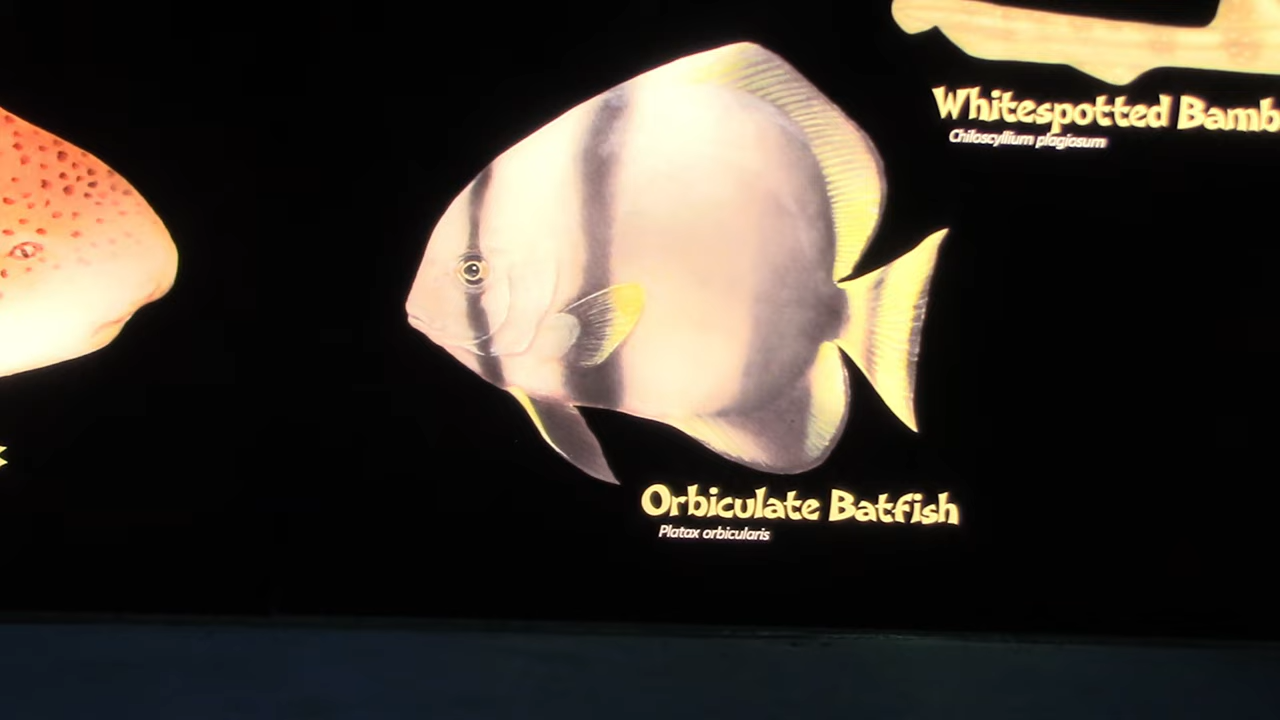 Whitespotted Bamb
Chiloscyllium plagiosum
Orbiculate Batfish
Platax orbicularis